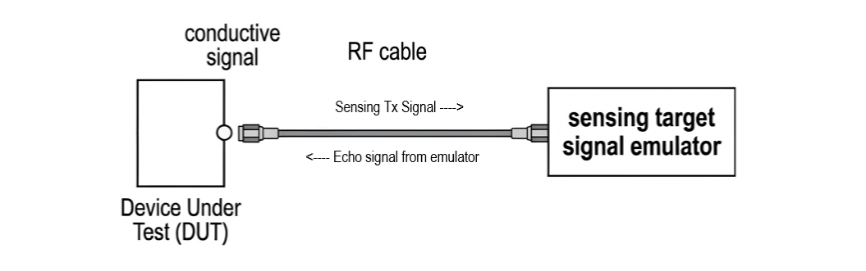 conductive
signal
RF cable
Sensing Tx Signal ---->
<---- Echo signal from emulator
sensing target
signal emulator
Device Under
Test (DUT)